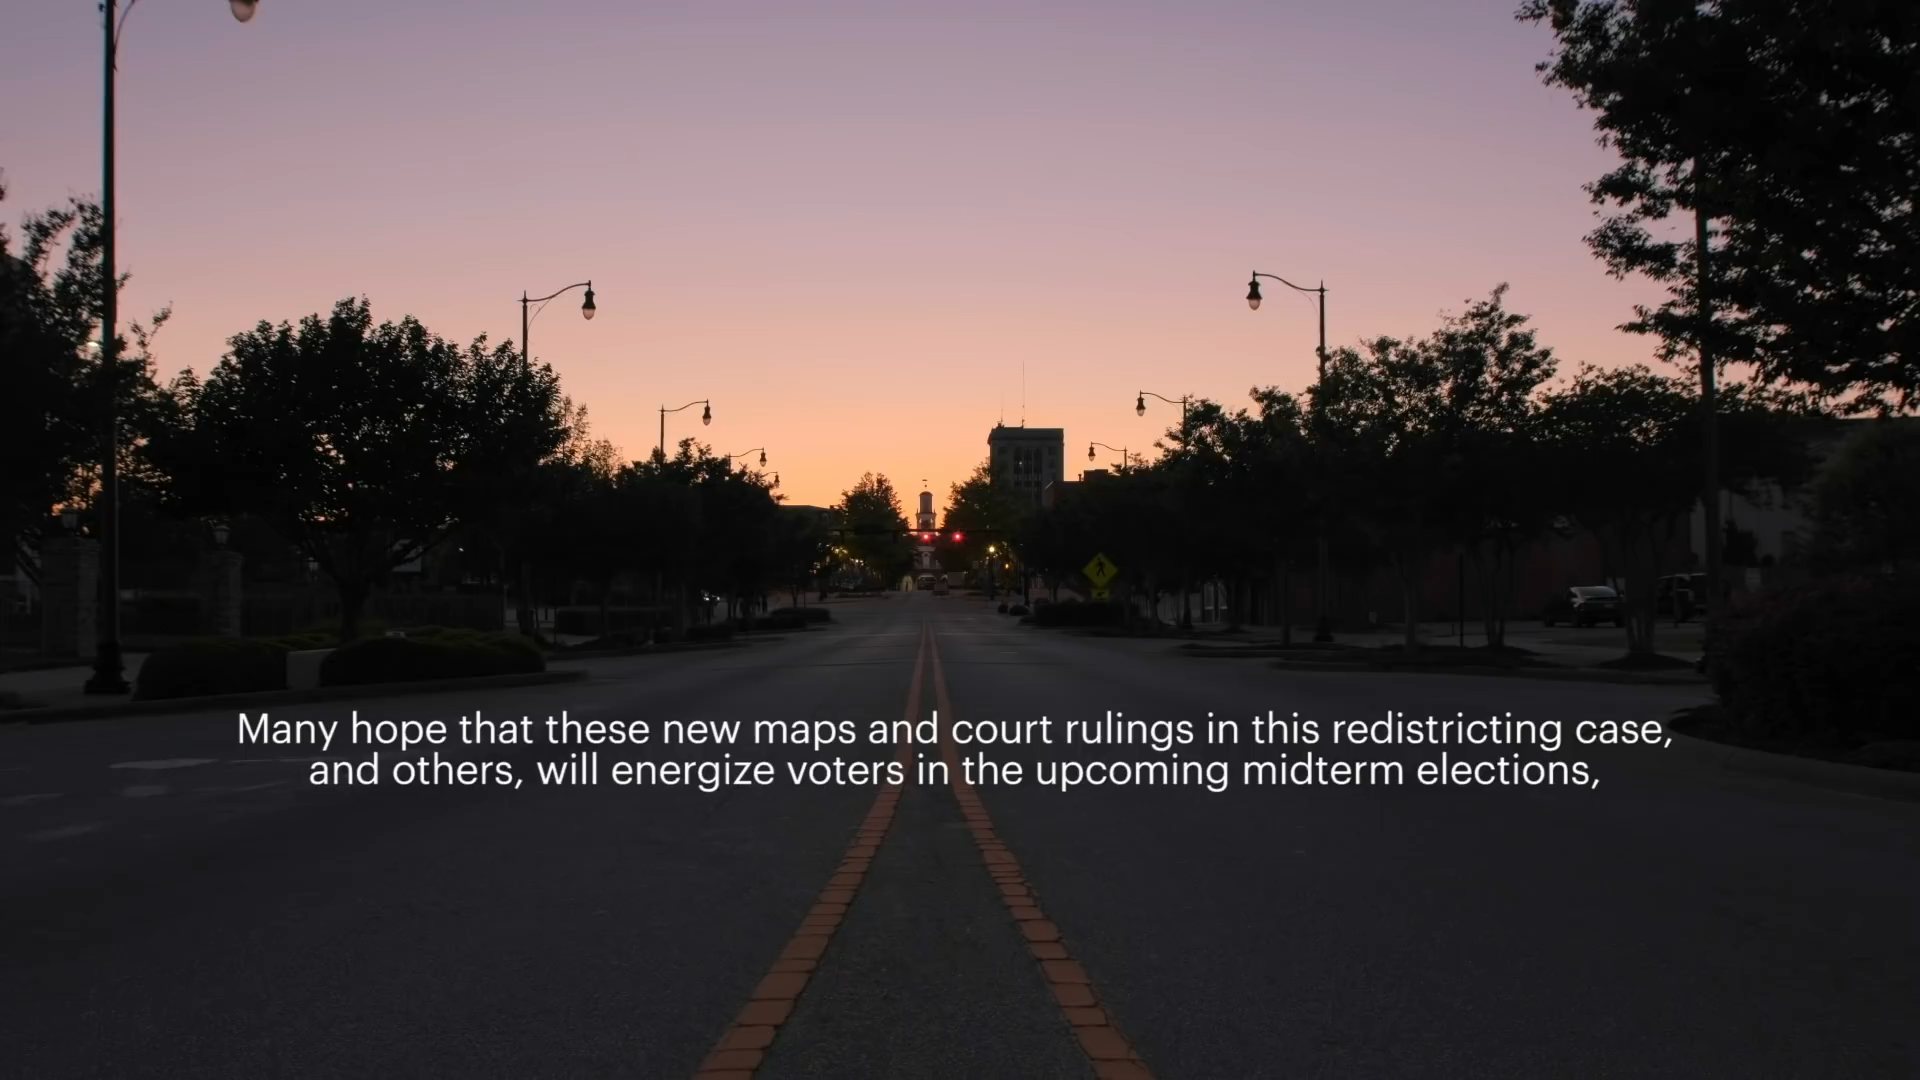 Many hope that these new maps and court rulings in this redistricting case,
and others, will energize voters in the upcoming midterm elections,